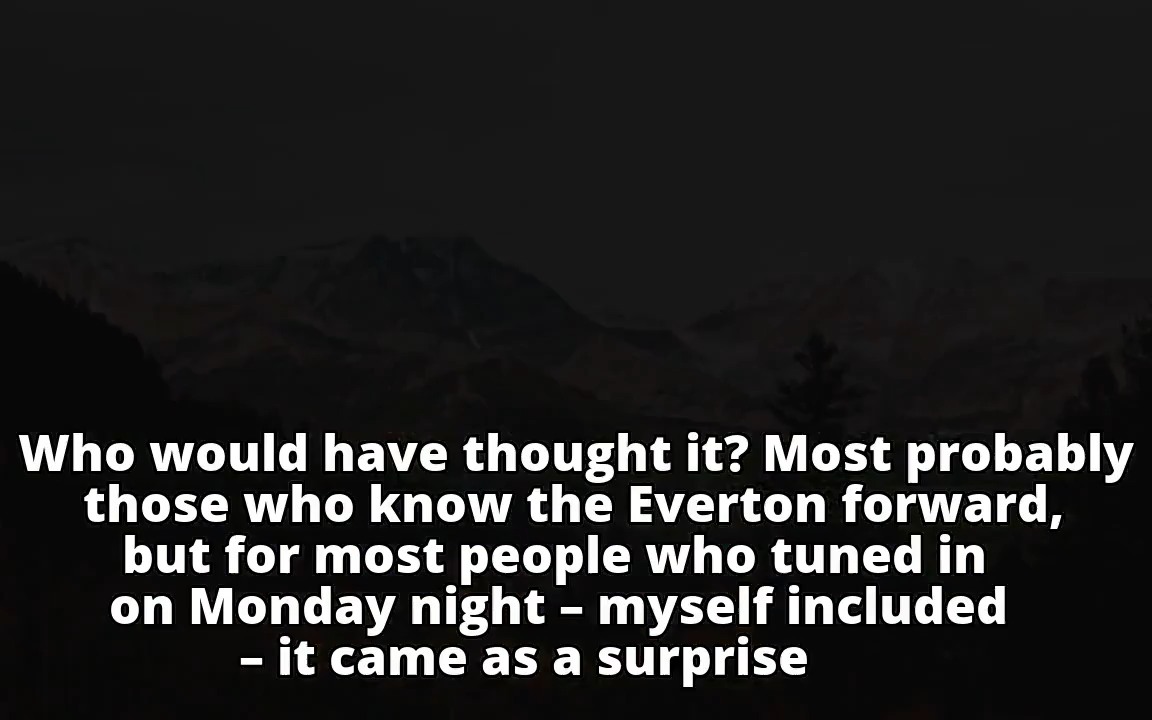 Who would have thought it? Most probably
those who know the Everton forward,
but for most people who tuned in
on Monday night – myself included
– it came as a surprise